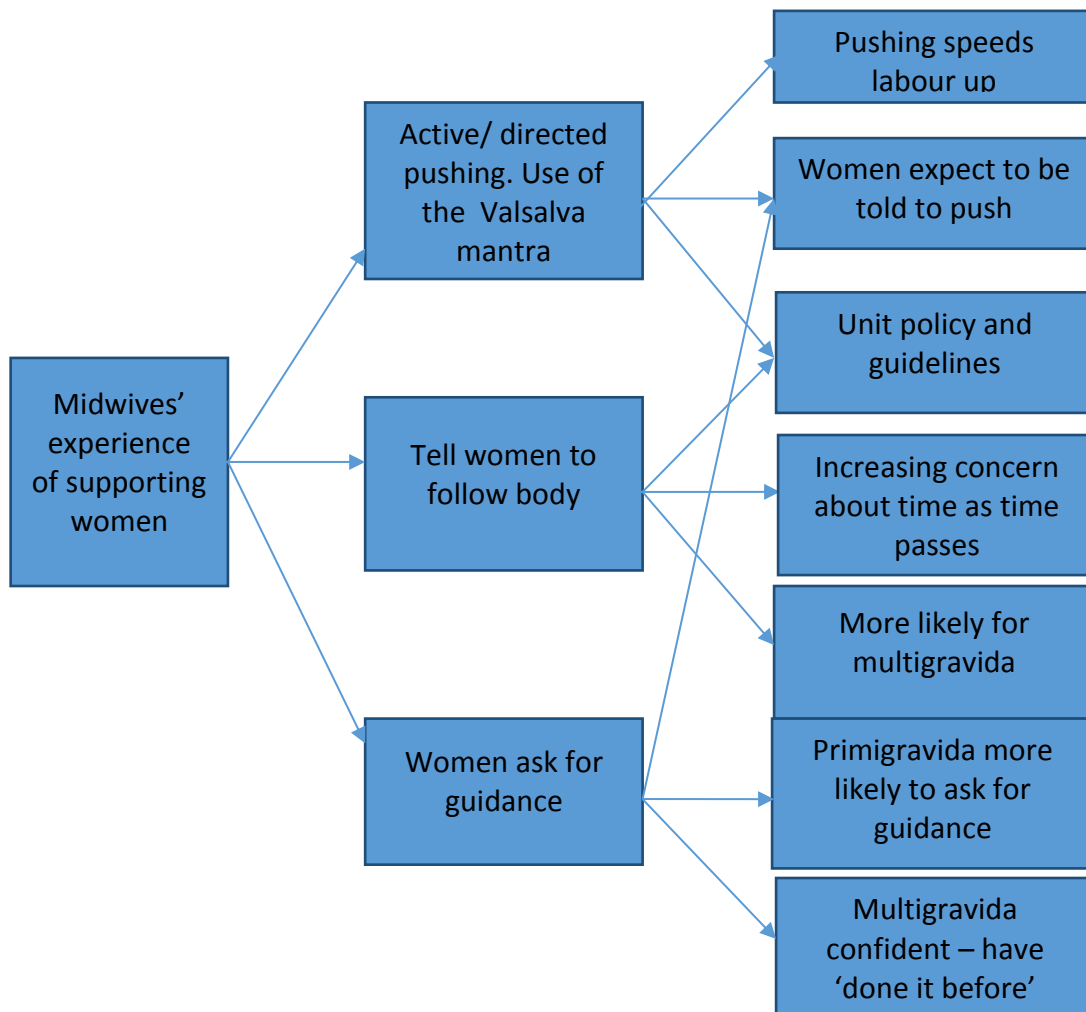 Midwives’
experience
of supporting
women
Active/ directed
pushing. Use of
the Valsalva
mantra
Tell women to
follow body
Women ask for
guidance
Pushing speeds
labour up
Women expect to be
told to push
Unit policy and
guidelines
Increasing concern
about time as time
passes
More likely for
multigravida
Primigravida more
likely to ask for
guidance
Multigravida
confident – have
‘done it before’